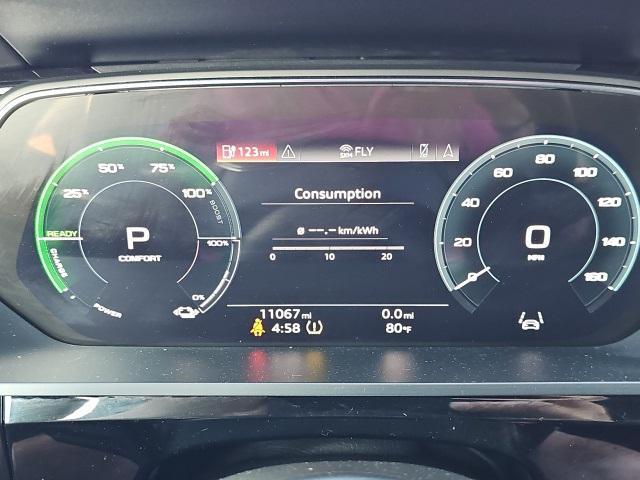 123 mi SXM FLY
50% 75%
25% 100%
BOOST
READY
CHARGE
P
COMFORT
100%
0%
POWER
Consumption
ø --.- km/kWh
0 10 20
11067 mi 0.0 mi
4:58 80°F
0 20 40 60 80 100 120 140 160
0
MPH